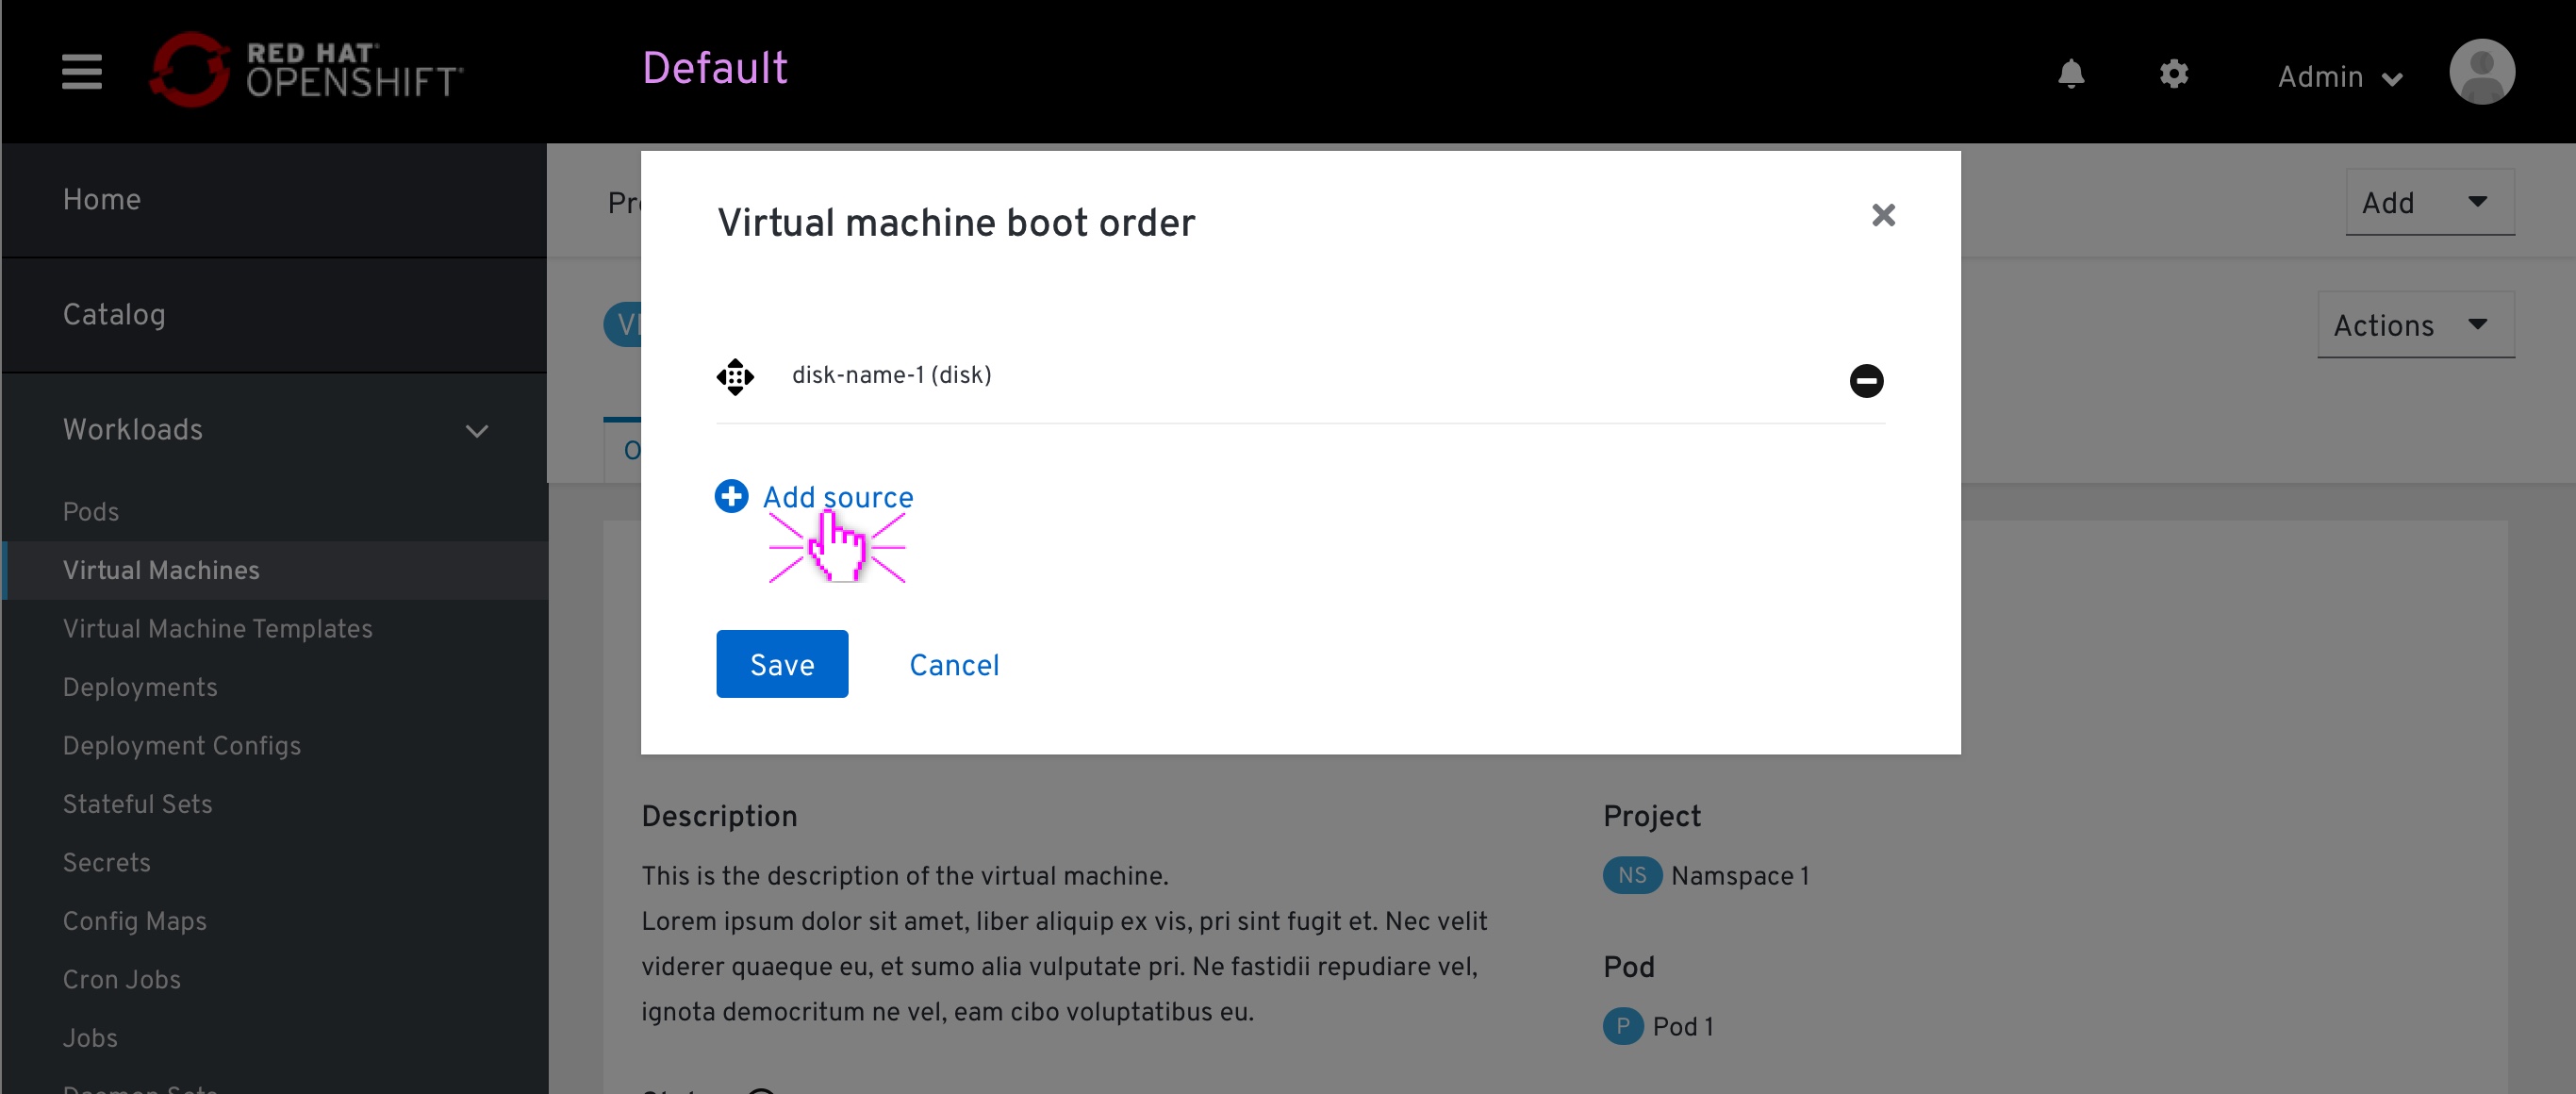 RED HAT
OPENSHIFT
Default
Admin
Home
Catalog
Workloads
Pods
Virtual Machines
Virtual Machine Templates
Deployments
Deployment Configs
Stateful Sets
Secrets
Config Maps
Cron Jobs
Jobs
Add
Actions
Virtual machine boot order
disk-name-1 (disk)
Add source
Save
Cancel
Description
This is the description of the virtual machine.
Lorem ipsum dolor sit amet, liber aliquip ex vis, pri sint fugit et. Nec velit
viderer quaeque eu, et sumo alia vulputate pri. Ne fastidii repudiare vel,
ignota democritum ne vel, eam cibo voluptatibus eu.
Project
NS Namspace 1
Pod
P Pod 1